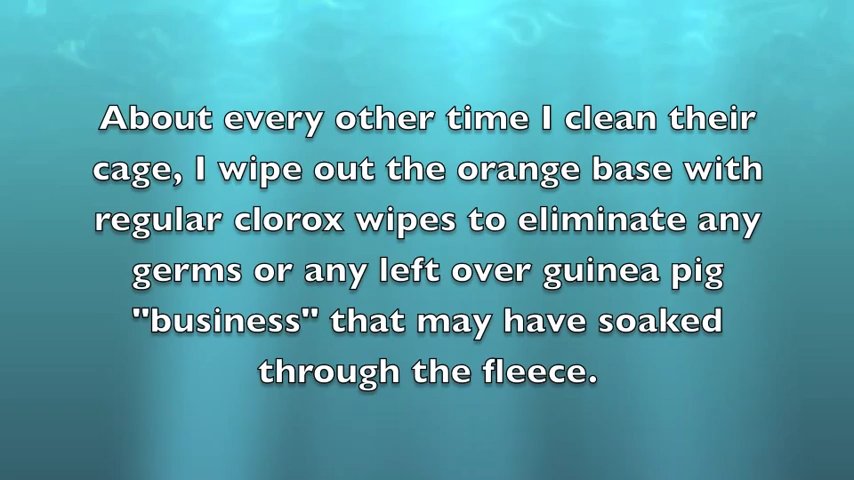 About every other time I clean their
cage, I wipe out the orange base with
regular clorox wipes to eliminate any
germs or any left over guinea pig
"business" that may have soaked
through the fleece.